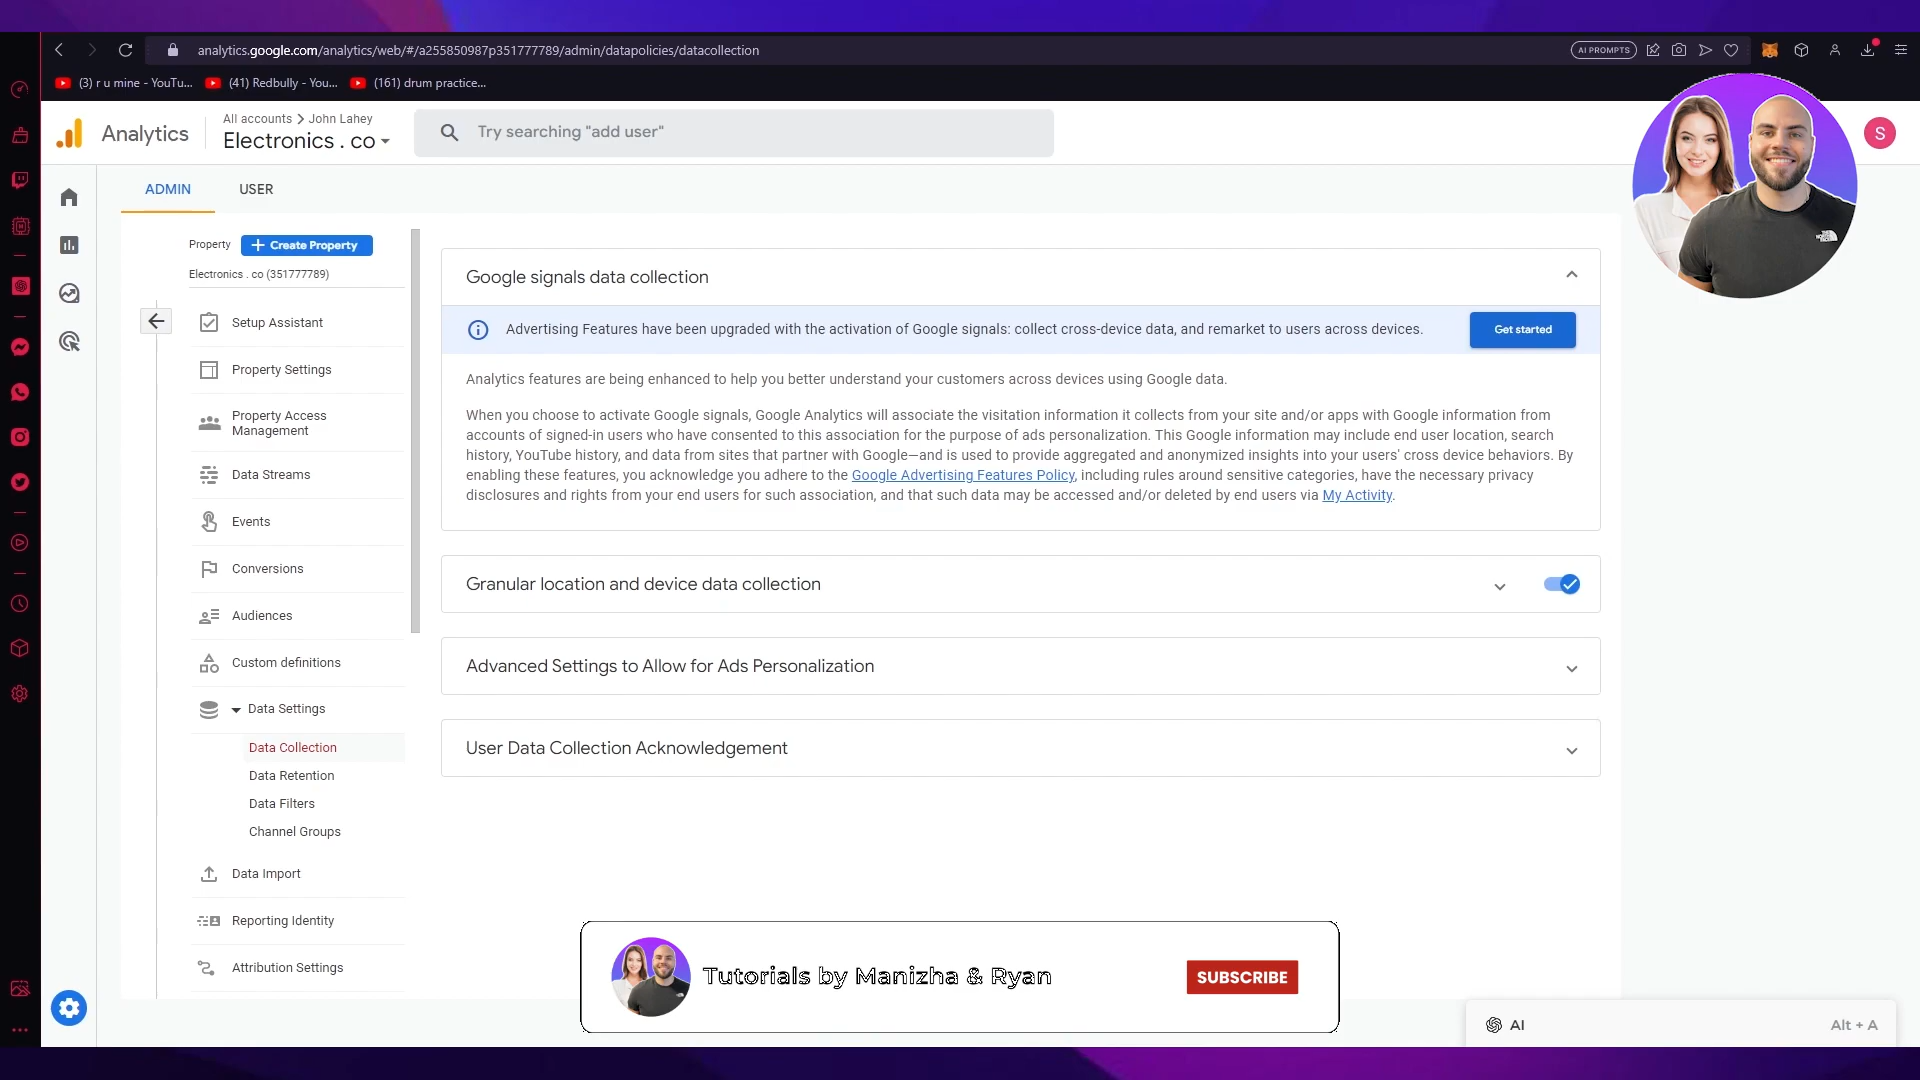 analytics.google.com/analytics/web/#/a255850987p351777789/admin/datapolicies/datacollection
AI PROMPTS
(3) r u mine - YouTu...
(41) Redbully - You...
(161) drum practice...
Analytics
All accounts > John Lahey
Electronics . co
Try searching "add user"
S
ADMIN
USER
Property
Create Property
Electronics . co (351777789)
Setup Assistant
Property Settings
Property Access
Management
Data Streams
Events
Conversions
Audiences
Custom definitions
Data Settings
Data Collection
Data Retention
Data Filters
Channel Groups
Data Import
Reporting Identity
Attribution Settings
Google signals data collection
Advertising Features have been upgraded with the activation of Google signals: collect cross-device data, and remarket to users across devices.
Get started
Analytics features are being enhanced to help you better understand your customers across devices using Google data.
When you choose to activate Google signals, Google Analytics will associate the visitation information it collects from your site and/or apps with Google information from
accounts of signed-in users who have consented to this association for the purpose of ads personalization. This Google information may include end user location, search
history, YouTube history, and data from sites that partner with Google—and is used to provide aggregated and anonymized insights into your users' cross device behaviors. By
enabling these features, you acknowledge you adhere to the Google Advertising Features Policy, including rules around sensitive categories, have the necessary privacy
disclosures and rights from your end users for such association, and that such data may be accessed and/or deleted by end users via My Activity.
Granular location and device data collection
Advanced Settings to Allow for Ads Personalization
User Data Collection Acknowledgement
Tutorials by Manizha & Ryan
SUBSCRIBE
AI
Alt + A